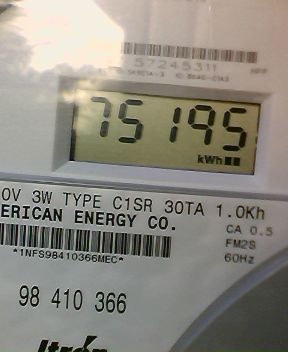 57245311
75195
kWh
0V 3W TYPE C1SR 30TA 1.0Kh
ERICAN ENERGY CO.
CA 0.5
FM2S
*1NFS98410366MEC*
60Hz
98 410 366
Itrón